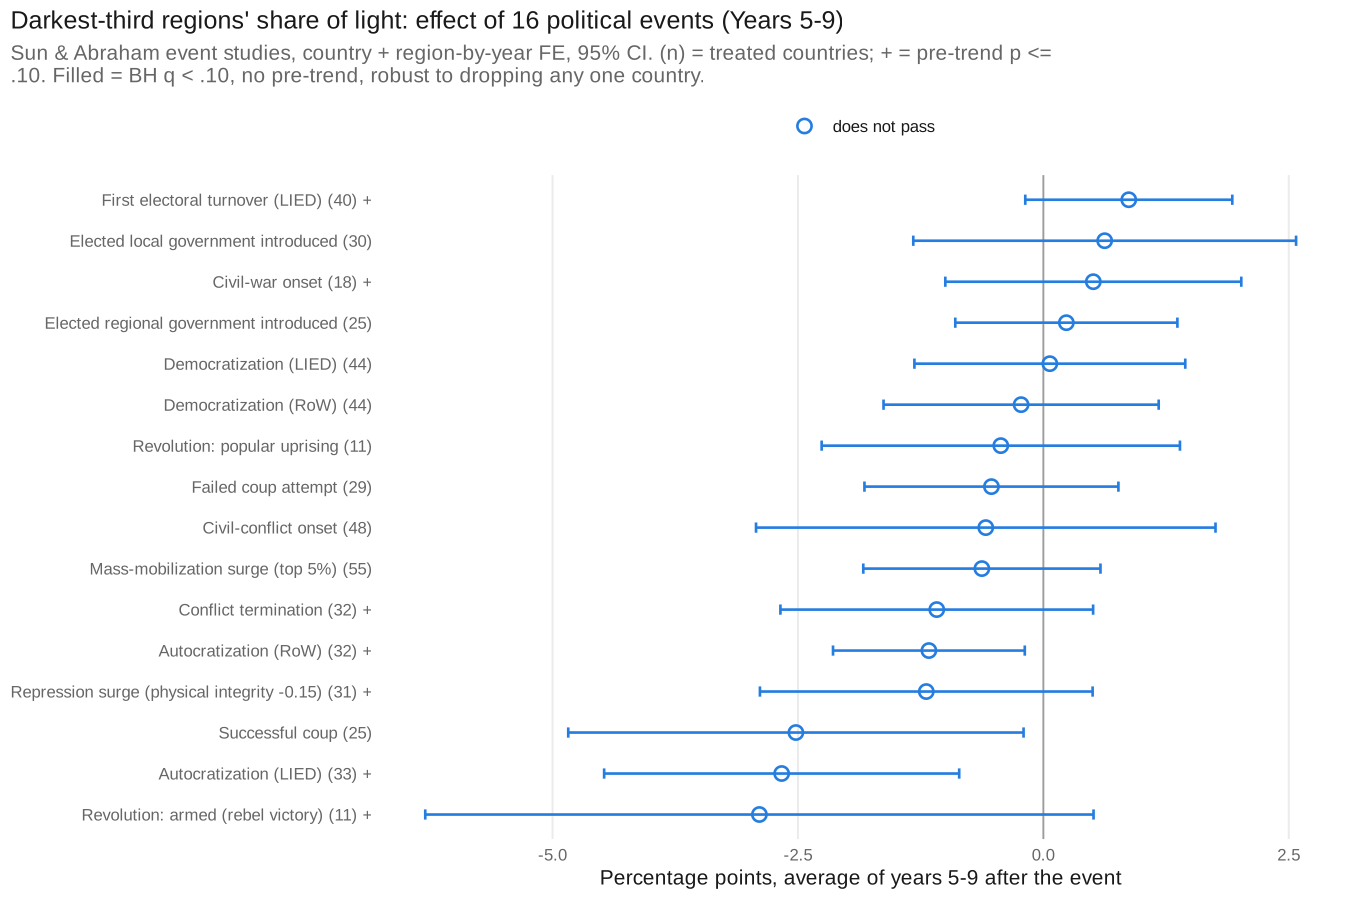 Darkest-third regions' share of light: effect of 16 political events (Years 5-9)
Sun & Abraham event studies, country + region-by-year FE, 95% CI. (n) = treated countries; + = pre-trend p <=
.10. Filled = BH q < .10, no pre-trend, robust to dropping any one country.
does not pass
First electoral turnover (LIED) (40) +
Elected local government introduced (30)
Civil-war onset (18) +
Elected regional government introduced (25)
Democratization (LIED) (44)
Democratization (RoW) (44)
Revolution: popular uprising (11)
Failed coup attempt (29)
Civil-conflict onset (48)
Mass-mobilization surge (top 5%) (55)
Conflict termination (32) +
Autocratization (RoW) (32) +
Repression surge (physical integrity -0.15) (31) +
Successful coup (25)
Autocratization (LIED) (33) +
Revolution: armed (rebel victory) (11) +
-5.0 -2.5 0.0 2.5
Percentage points, average of years 5-9 after the event